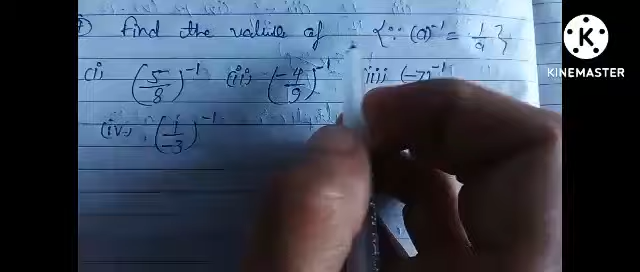 Find the values of {∵ (a)⁻¹ = 1/a}
(i) (5/8)⁻¹ (ii) (-4/9)⁻¹ iii) (-7)⁻¹
(iv) (1/-3)⁻¹
KINEMASTER